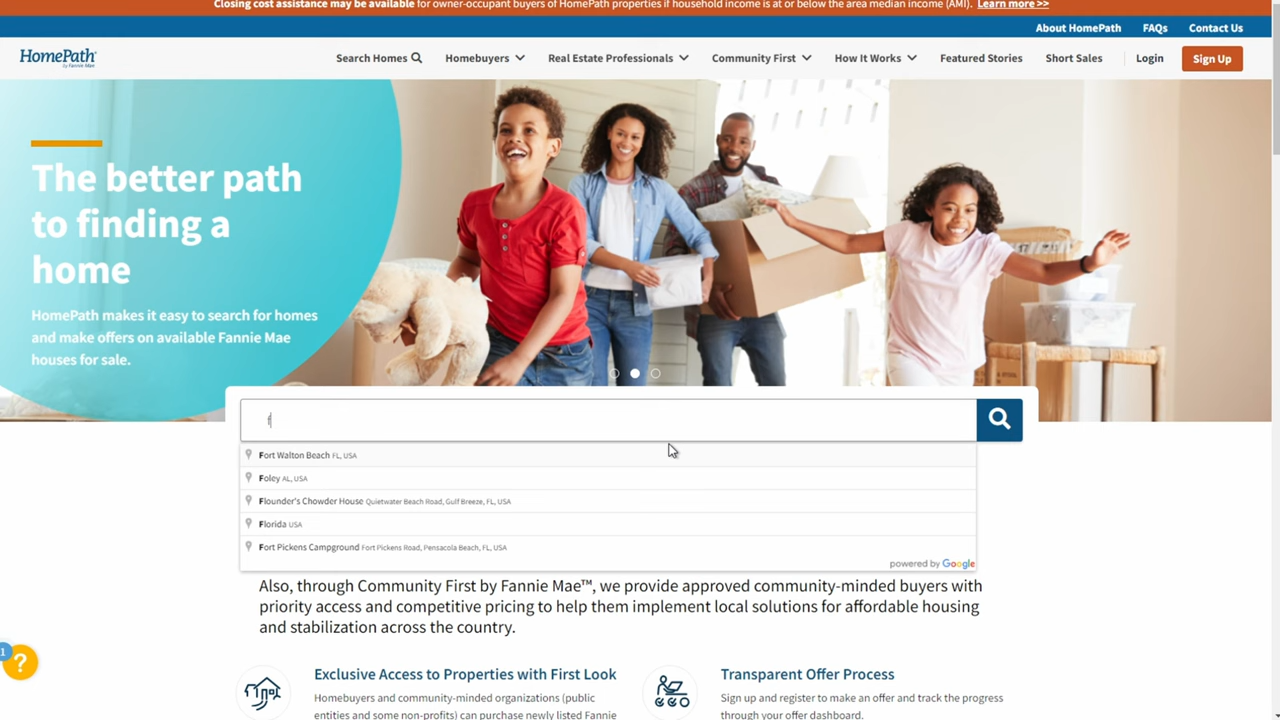 Closing cost assistance may be available for owner-occupant buyers of HomePath properties if household income is at or below the area median income (AMI). Learn more >>
About HomePath FAQs Contact Us
HomePath®
by Fannie Mae
Search Homes Homebuyers Real Estate Professionals Community First How It Works Featured Stories Short Sales Login Sign Up
The better path
to finding a
home
HomePath makes it easy to search for homes
and make offers on available Fannie Mae
houses for sale.
f
Fort Walton Beach FL, USA
Foley AL, USA
Flounder's Chowder House Quietwater Beach Road, Gulf Breeze, FL, USA
Florida USA
Fort Pickens Campground Fort Pickens Road, Pensacola Beach, FL, USA
powered by Google
Also, through Community First by Fannie Mae™, we provide approved community-minded buyers with
priority access and competitive pricing to help them implement local solutions for affordable housing
and stabilization across the country.
1
?
Exclusive Access to Properties with First Look
Homebuyers and community-minded organizations (public
entities and some non-profits) can purchase newly listed Fannie
Transparent Offer Process
Sign up and register to make an offer and track the progress
through your offer dashboard.